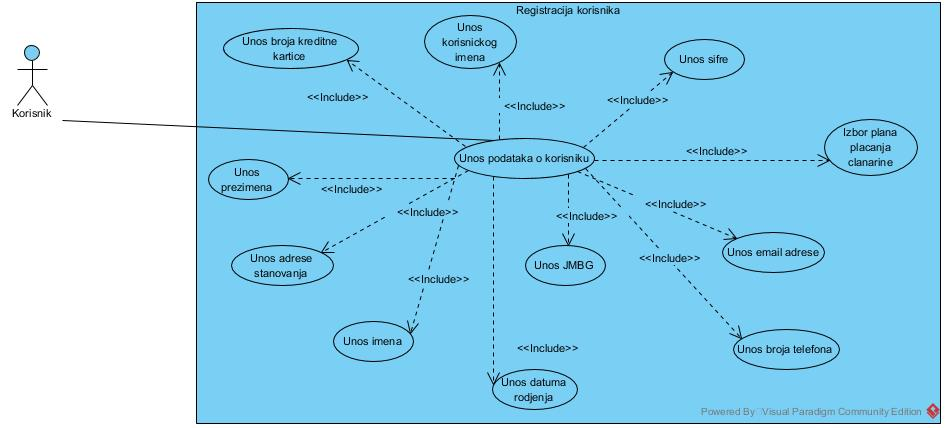 Registracija korisnika
Korisnik
Unos broja kreditne
kartice
Unos
korisnickog
imena
Unos sifre
Izbor plana
placanja
clanarine
<<Include>>
<<Include>>
<<Include>>
<<Include>>
Unos podataka o korisniku
Unos
prezimena
<<Include>>
<<Include>>
<<Include>>
<<Include>>
Unos adrese
stanovanja
Unos JMBG
Unos email adrese
<<Include>>
<<Include>>
Unos imena
<<Include>>
Unos broja telefona
Unos datuma
rodjenja
Powered By Visual Paradigm Community Edition